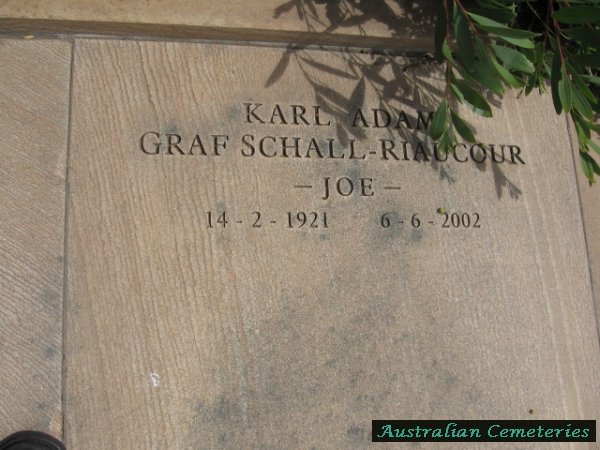 KARL ADAM
GRAF SCHALL-RIAUCOUR
– JOE –
14 - 2 - 1921 6 - 6 - 2002
Australian Cemeteries